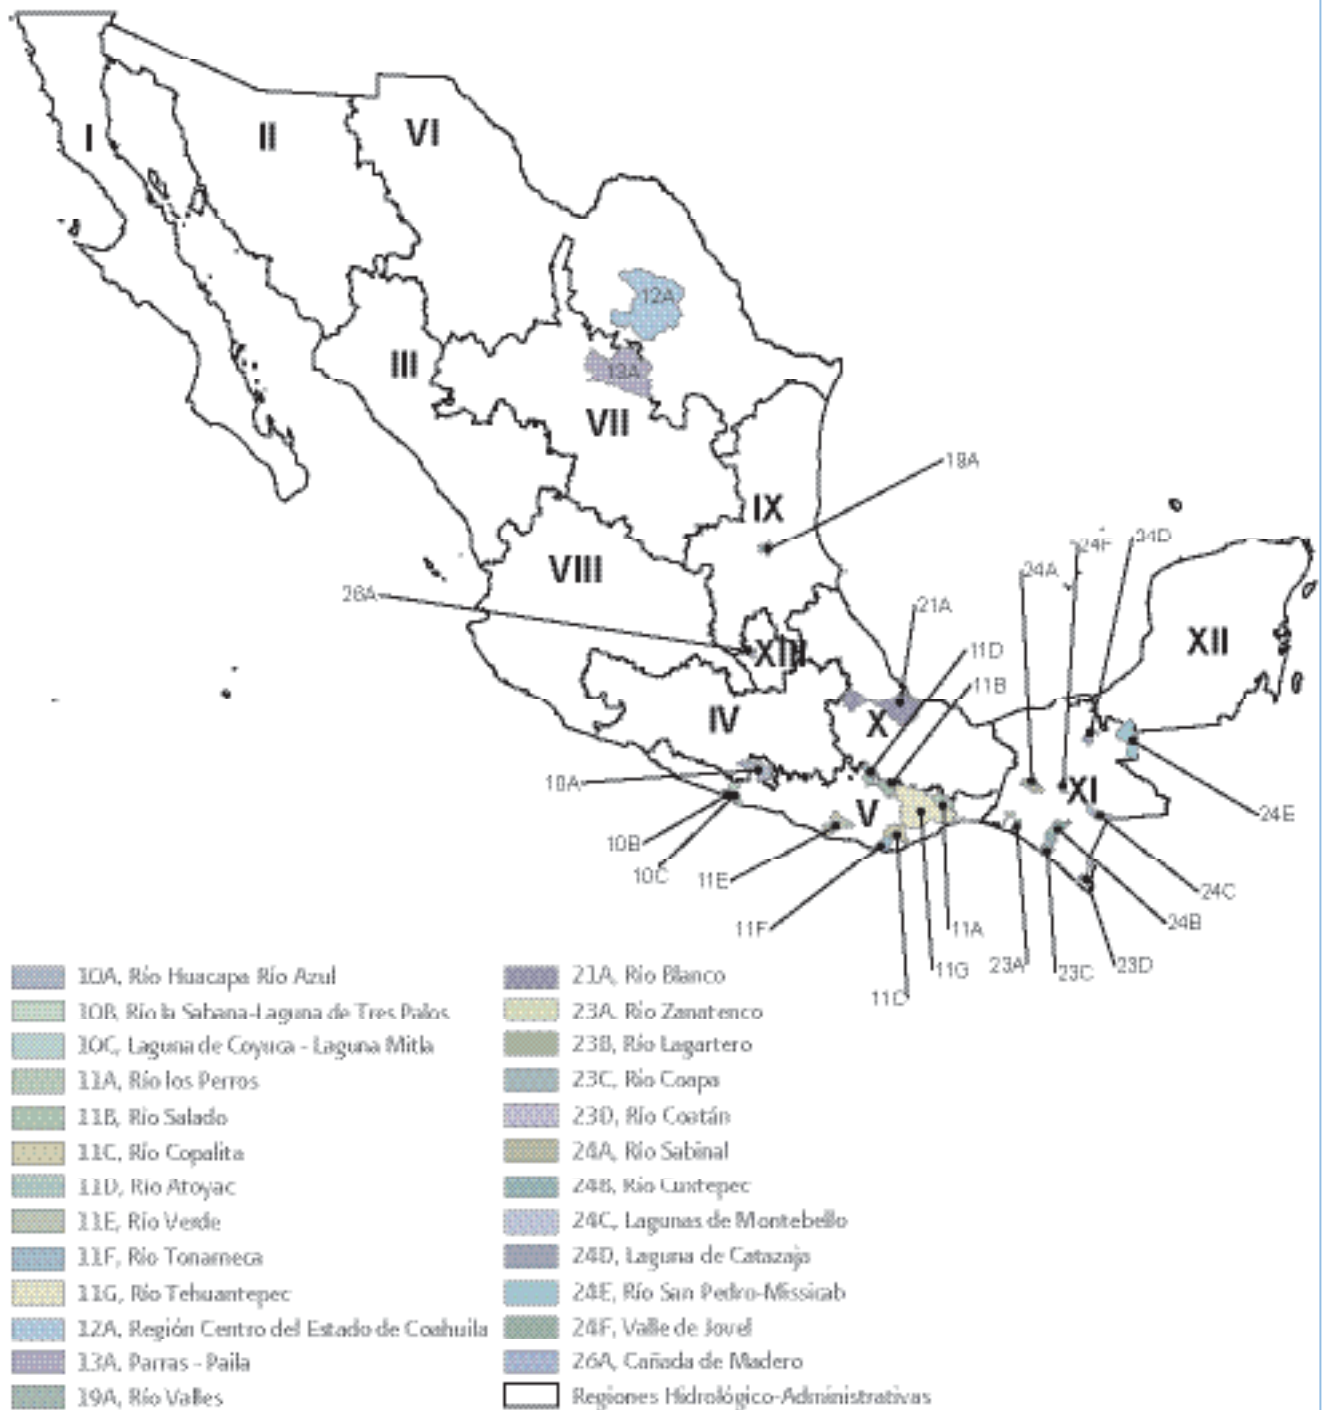 I
II
VI
12A
III
13A
VII
19A
IX
VIII
24F
24D
24A
26A
21A
XIII
11D
XII
11B
IV
X
10A
XI
V
24E
10B
10C
11E
24C
11F
11A
24B
11G
23A
23C
23D
11C
10A, Río Huacapa Río Azul
10B, Río la Sabana-Laguna de Tres Palos
10C, Laguna de Coyuca - Laguna Mitla
11A, Río los Perros
11B, Río Salado
11C, Río Copalita
11D, Río Atoyac
11E, Río Verde
11F, Río Tonameca
11G, Río Tehuantepec
12A, Región Centro del Estado de Coahuila
13A, Parras - Paila
19A, Río Valles
21A, Río Blanco
23A, Río Zanatenco
23B, Río Lagartero
23C, Río Coapa
23D, Río Coatán
24A, Río Sabinal
24B, Río Cuxtepec
24C, Lagunas de Montebello
24D, Laguna de Catazaja
24E, Río San Pedro-Missicab
24F, Valle de Jovel
26A, Cañada de Madero
Regiones Hidrológico-Administrativas